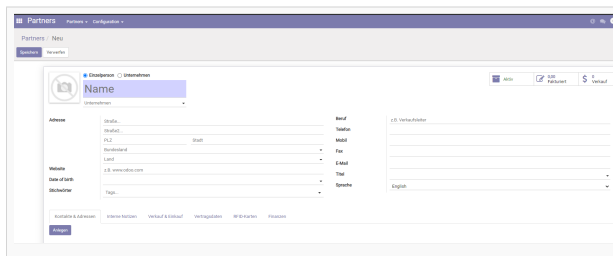 Partners Partners Configuration
Partners / Neu
Speichern Verwerfen
Einzelperson Unternehmen
Aktiv
0,00 Fakturiert
0 Verkauf
Name
Unternehmen
Adresse
Straße...
Straße2...
PLZ Stadt
Bundesland
Land
Website z.B. www.odoo.com
Date of birth
Stichwörter Tags...
Beruf z.B. Verkaufsleiter
Telefon
Mobil
Fax
E-Mail
Titel
Sprache English
Kontakte & Adressen Interne Notizen Verkauf & Einkauf Vertragsdaten RFID-Karten Finanzen
Anlegen